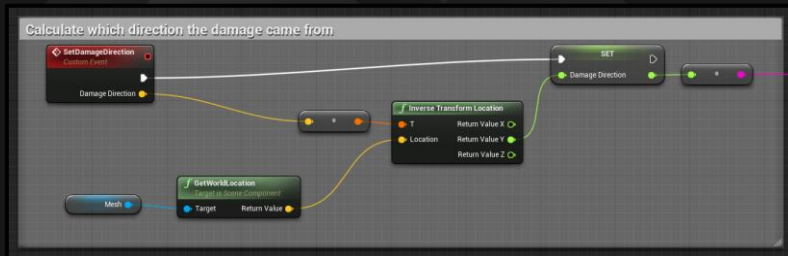 Calculate which direction the damage came from
SetDamageDirection
Custom Event
Damage Direction
SET
Damage Direction
Inverse Transform Location
T
Return Value X
Location
Return Value Y
Return Value Z
GetWorldLocation
Target is Scene Component
Mesh
Target
Return Value